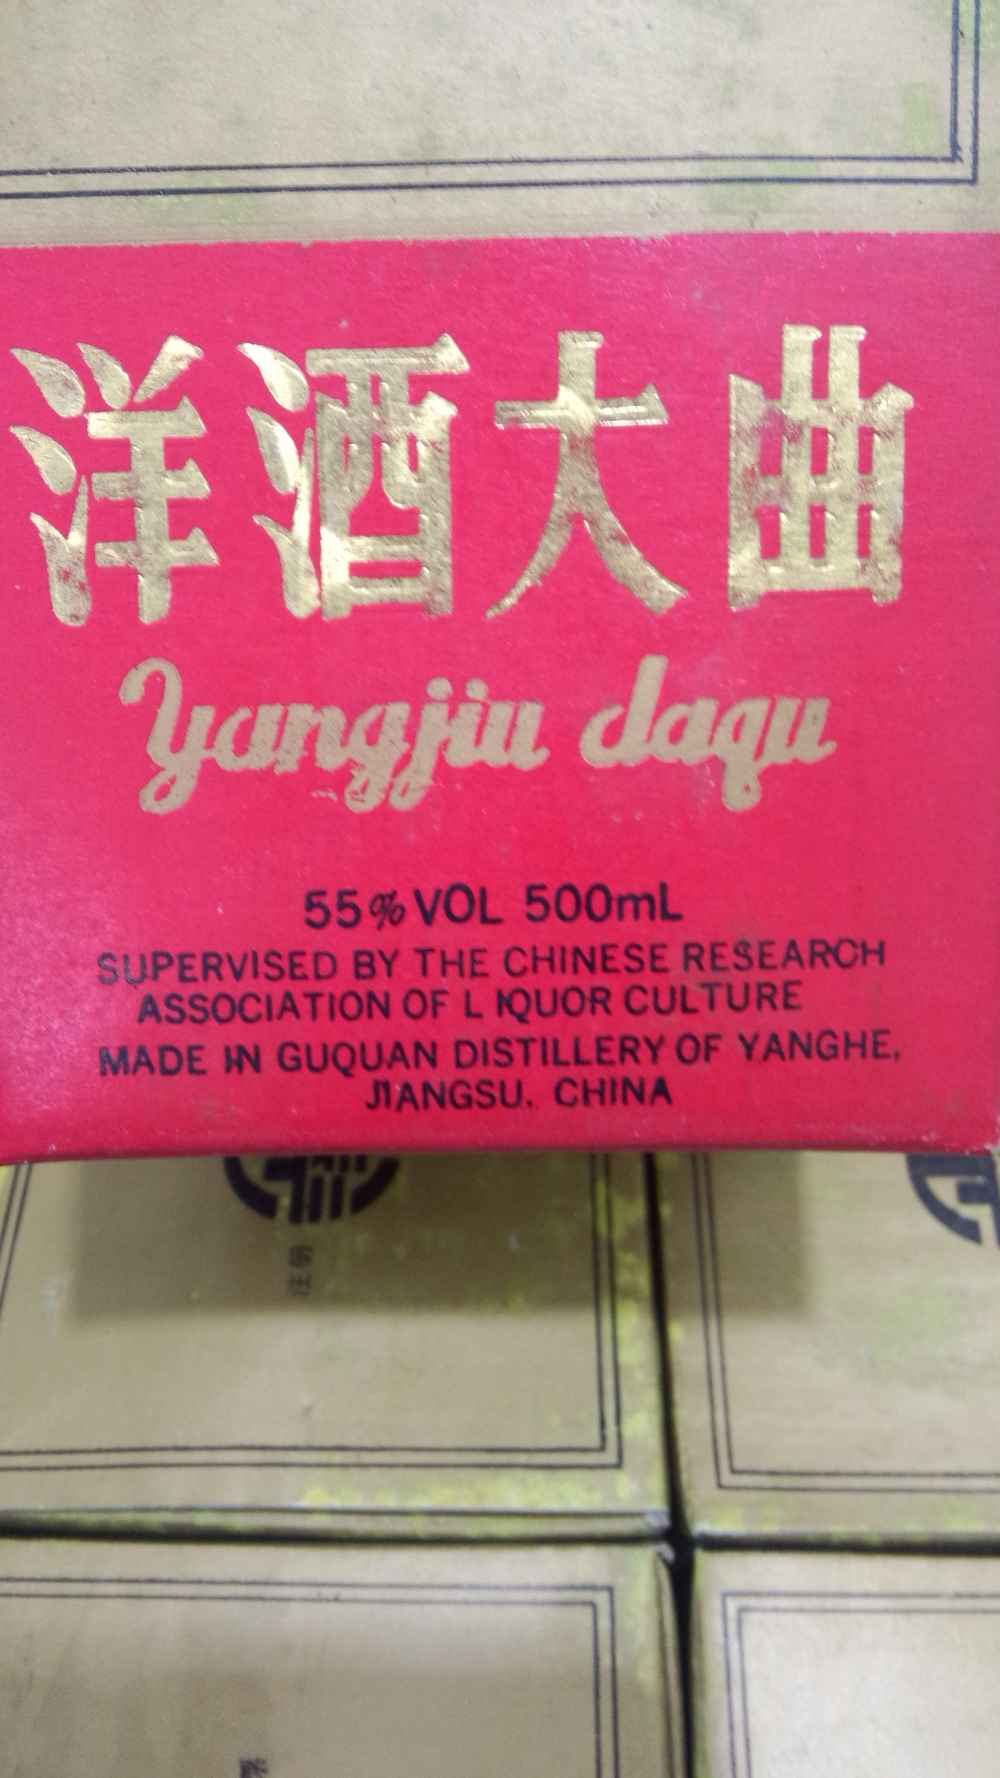 洋酒大曲
Yangjiu daqu
55%VOL 500mL
SUPERVISED BY THE CHINESE RESEARCH
ASSOCIATION OF LIQUOR CULTURE
MADE IN GUQUAN DISTILLERY OF YANGHE,
JIANGSU. CHINA